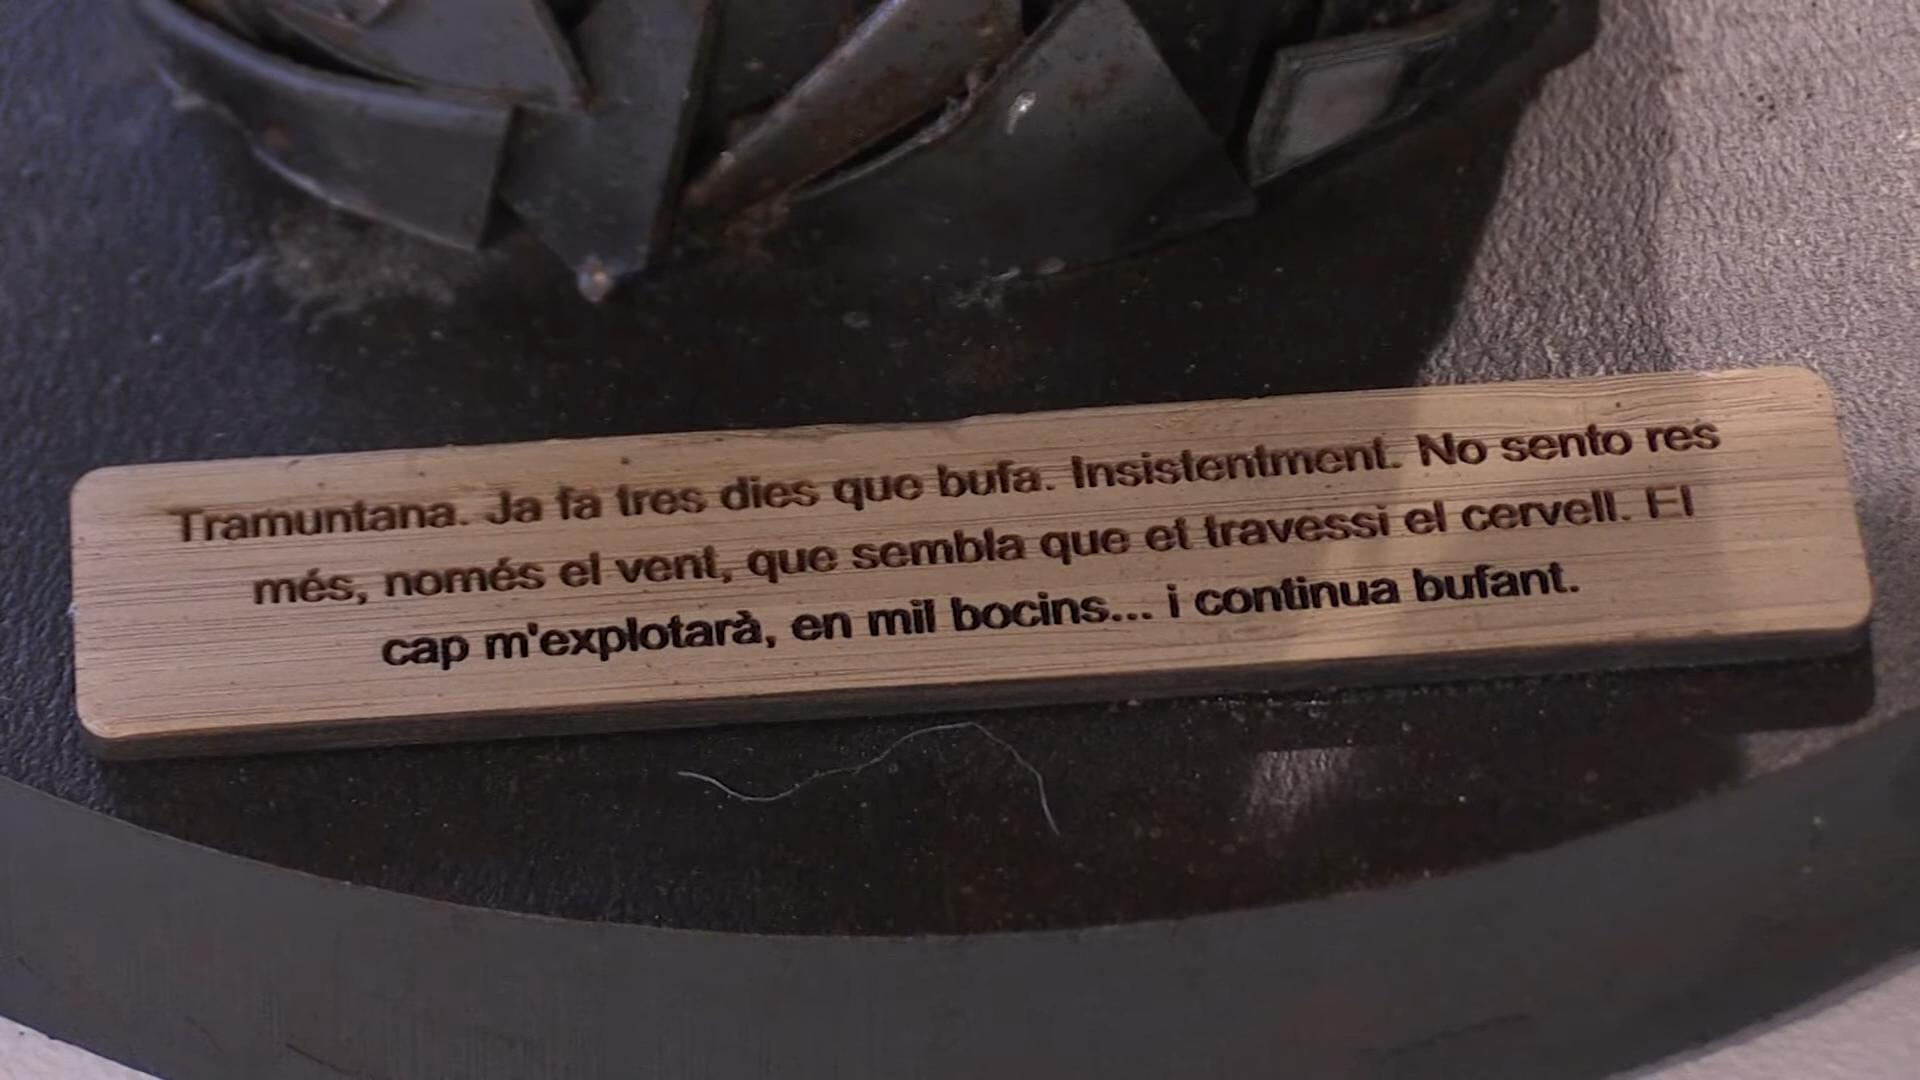 Tramuntana. Ja fa tres dies que bufa. Insistentment. No sento res
més, només el vent, que sembla que et travessi el cervell. El
cap m'explotarà, en mil bocins... i continua bufant.